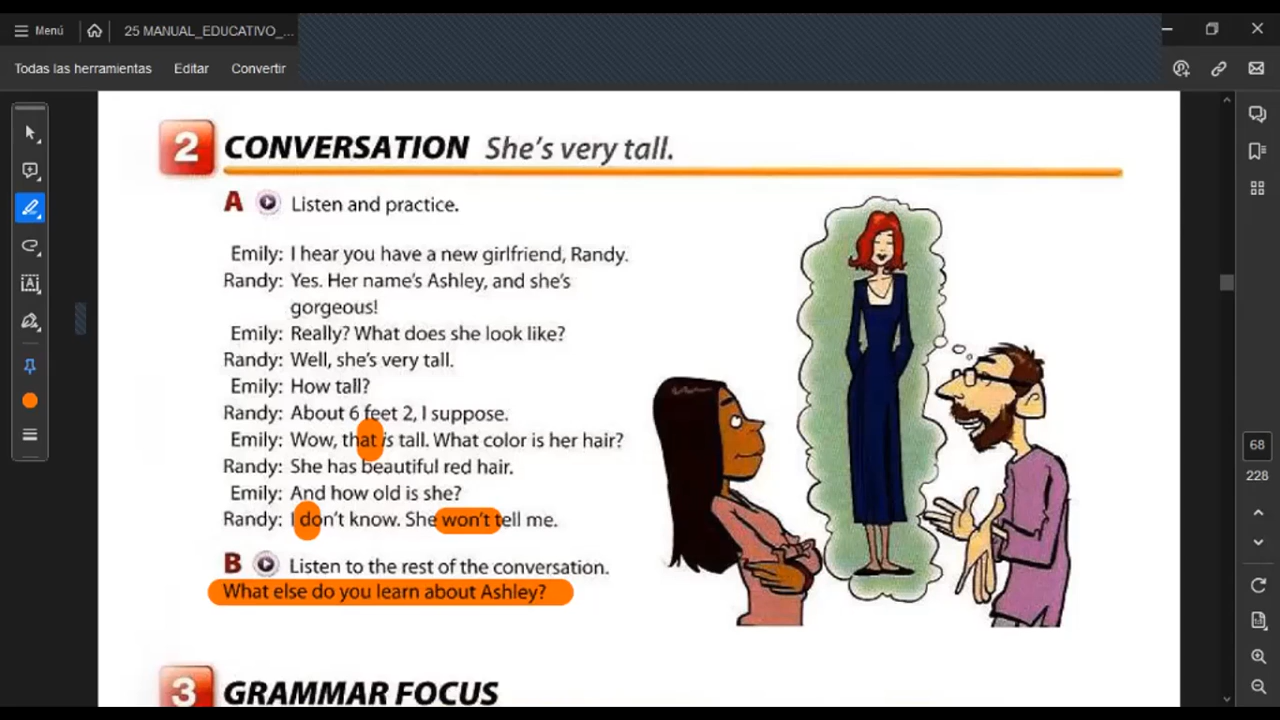 Menú
25 MANUAL_EDUCATIVO_...
Todas las herramientas Editar Convertir
2 CONVERSATION She's very tall.
A Listen and practice.
Emily: I hear you have a new girlfriend, Randy.
Randy: Yes. Her name's Ashley, and she's
gorgeous!
Emily: Really? What does she look like?
Randy: Well, she's very tall.
Emily: How tall?
Randy: About 6 feet 2, I suppose.
Emily: Wow, that is tall. What color is her hair?
Randy: She has beautiful red hair.
Emily: And how old is she?
Randy: I don't know. She won't tell me.
B Listen to the rest of the conversation.
What else do you learn about Ashley?
3 GRAMMAR FOCUS
68
228